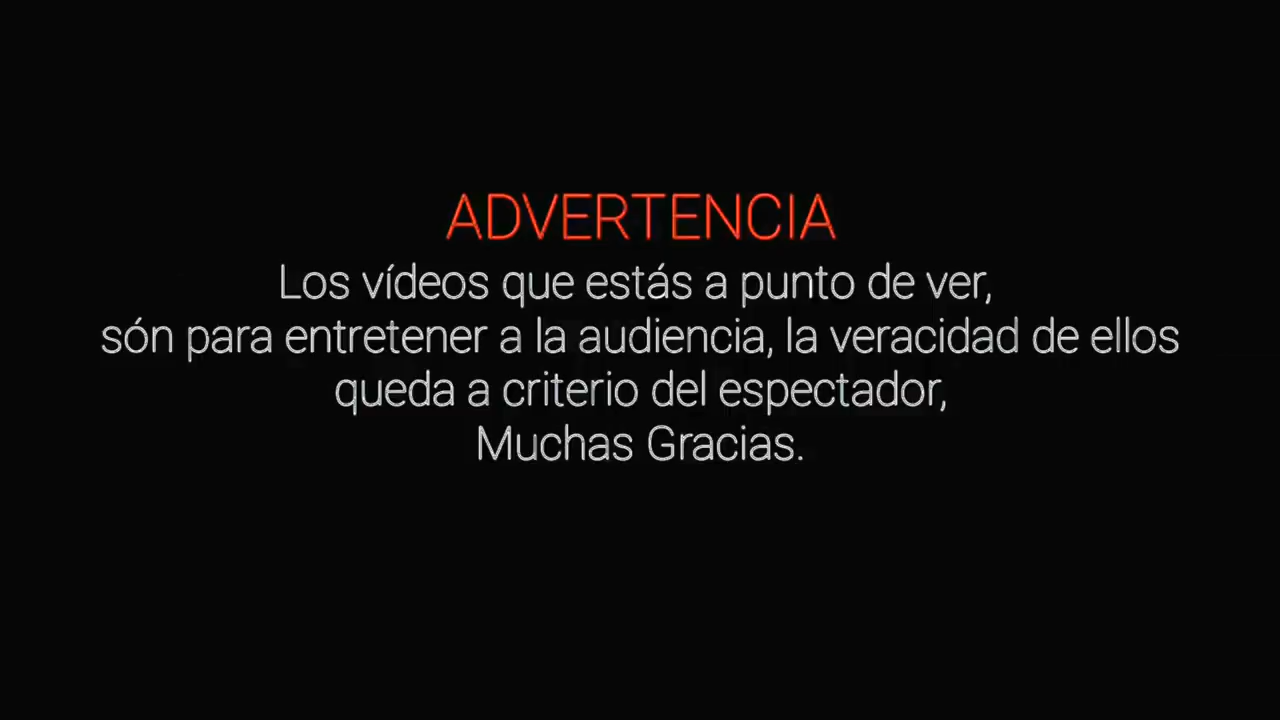 ADVERTENCIA
Los vídeos que estás a punto de ver,
són para entretener a la audiencia, la veracidad de ellos
queda a criterio del espectador,
Muchas Gracias.